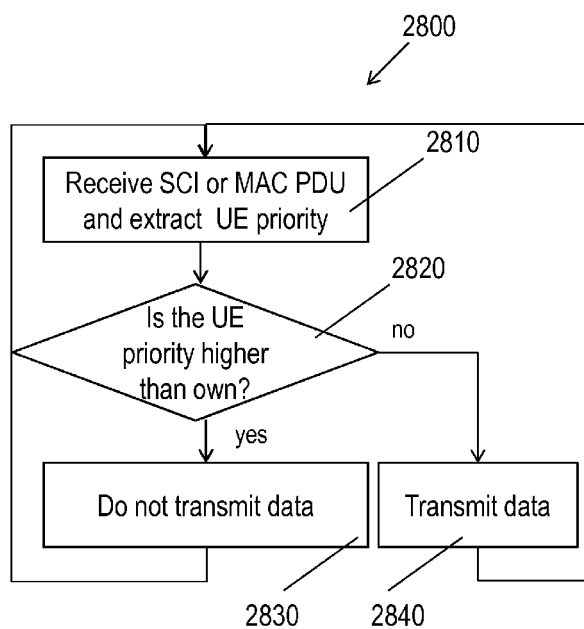 2800
2810
Receive SCI or MAC PDU
and extract UE priority
2820
Is the UE
priority higher
than own?
no
yes
Do not transmit data
Transmit data
2830
2840